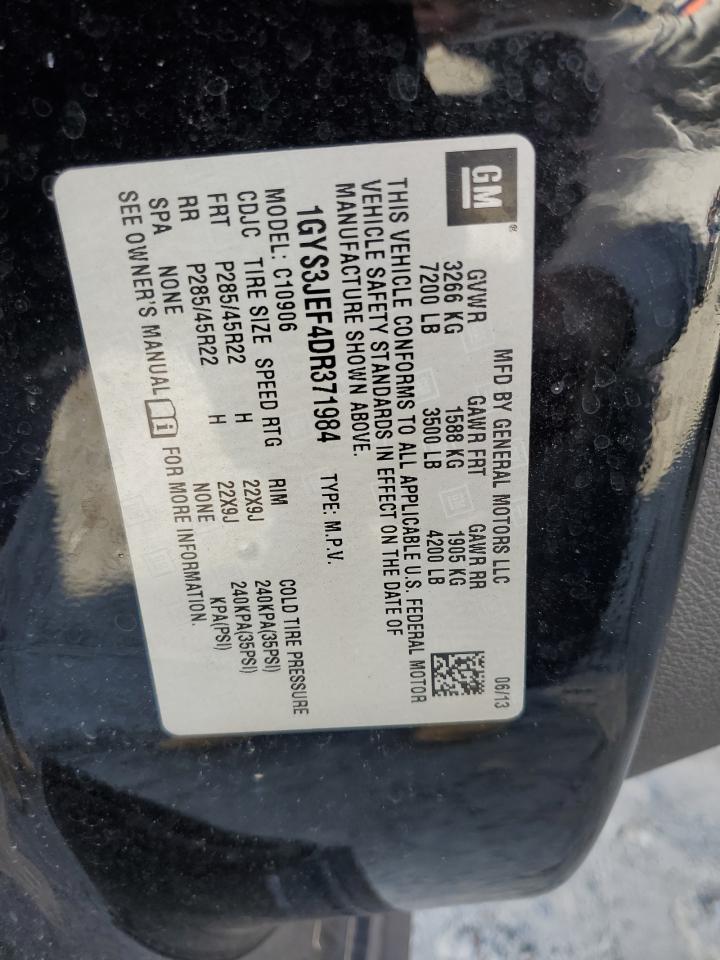 GM®
MFD BY GENERAL MOTORS LLC 06/13
GVWR GAWR FRT GAWR RR
3266 KG 1588 KG 1905 KG
7200 LB 3500 LB 4200 LB
THIS VEHICLE CONFORMS TO ALL APPLICABLE U.S. FEDERAL MOTOR
VEHICLE SAFETY STANDARDS IN EFFECT ON THE DATE OF
MANUFACTURE SHOWN ABOVE.
1GYS3JEF4DR371984 TYPE: M.P.V.
MODEL: C10906
CDJC TIRE SIZE SPEED RTG RIM COLD TIRE PRESSURE
FRT P285/45R22 H 22X9J 240KPA(35PSI)
RR P285/45R22 H 22X9J 240KPA(35PSI)
SPA NONE NONE KPA(PSI)
SEE OWNER'S MANUAL FOR MORE INFORMATION.